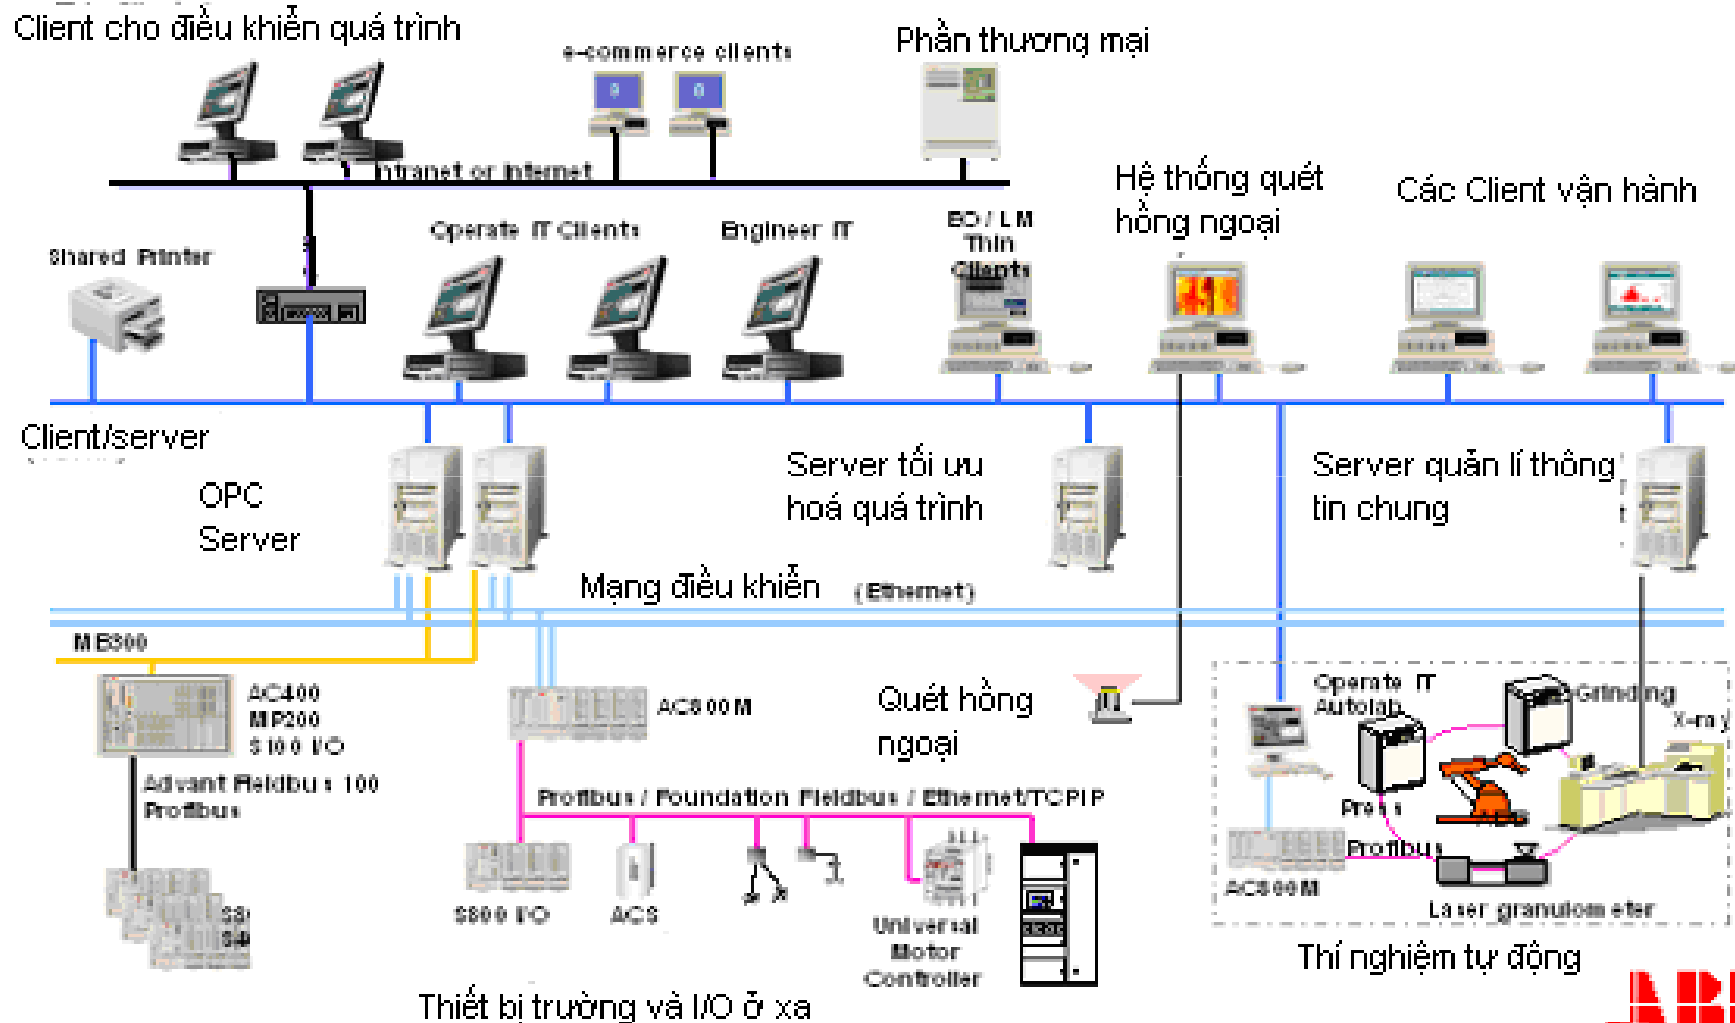 Client cho điều khiển quá trình
e-commerce clients
Phần thương mại
Intranet or Internet
Hệ thống quét
hồng ngoại
Các Client vận hành
Shared Printer
Operate IT Clients
Engineer IT
EO / LM
Thin
Clients
Client/server
OPC
Server
Server tối ưu
hoá quá trình
Server quản lí thông
tin chung
Mạng điều khiển
(Ethernet)
MB300
AC400
MP200
S100 I/O
AC800M
Quét hồng
ngoại
Operate IT
Autolab
Grinding
X-ray
Advant Fieldbus 100
Profibus
Profibus / Foundation Fieldbus / Ethernet/TCPIP
Press
Profibus
AC800M
S800 I/O
ACS
Universal
Motor
Controller
Laser granulometer
Thí nghiệm tự động
Thiết bị trường và I/O ở xa